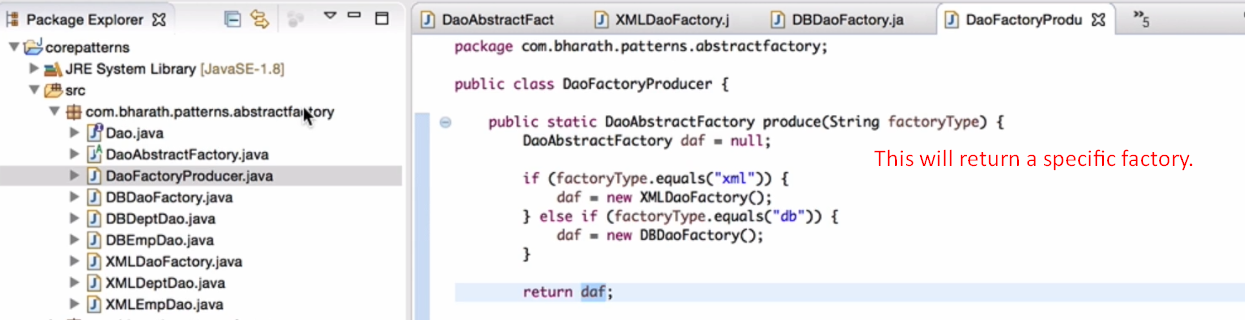 Package Explorer
corepatterns
JRE System Library [JavaSE-1.8]
src
com.bharath.patterns.abstractfactory
Dao.java
DaoAbstractFactory.java
DaoFactoryProducer.java
DBDaoFactory.java
DBDeptDao.java
DBEmpDao.java
XMLDaoFactory.java
XMLDeptDao.java
XMLEmpDao.java
DaoAbstractFact XMLDaoFactory.j DBDaoFactory.ja DaoFactoryProdu »5
package com.bharath.patterns.abstractfactory;
public class DaoFactoryProducer {
public static DaoAbstractFactory produce(String factoryType) {
DaoAbstractFactory daf = null;
This will return a specific factory.
if (factoryType.equals("xml")) {
daf = new XMLDaoFactory();
} else if (factoryType.equals("db")) {
daf = new DBDaoFactory();
}
return daf;